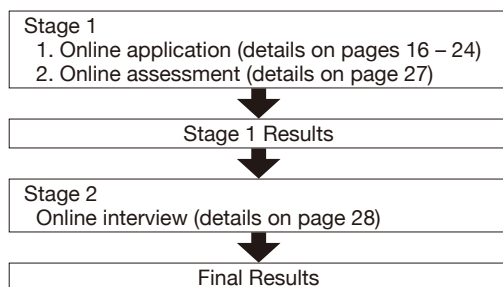 Stage 1
1. Online application (details on pages 16 – 24)
2. Online assessment (details on page 27)
Stage 1 Results
Stage 2
Online interview (details on page 28)
Final Results